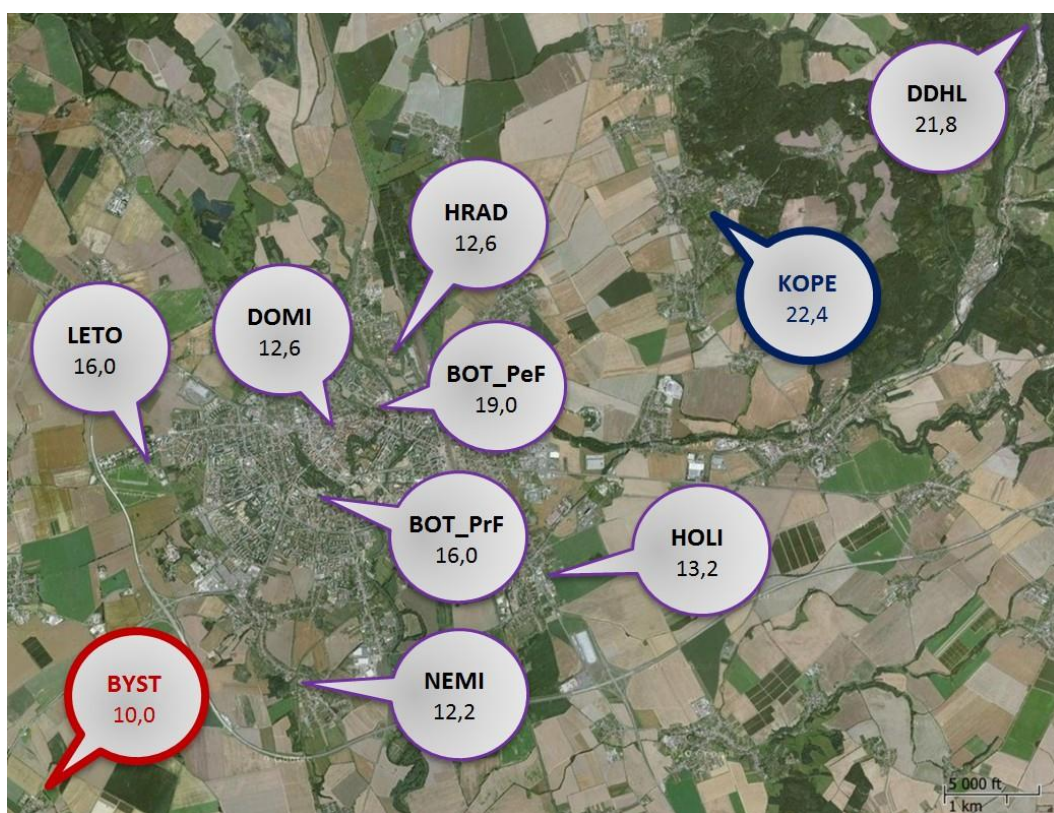 DDHL
21,8
HRAD
12,6
KOPE
22,4
LETO
16,0
DOMI
12,6
BOT_PeF
19,0
BOT_PrF
16,0
HOLI
13,2
BYST
10,0
NEMI
12,2
5 000 ft
1 km